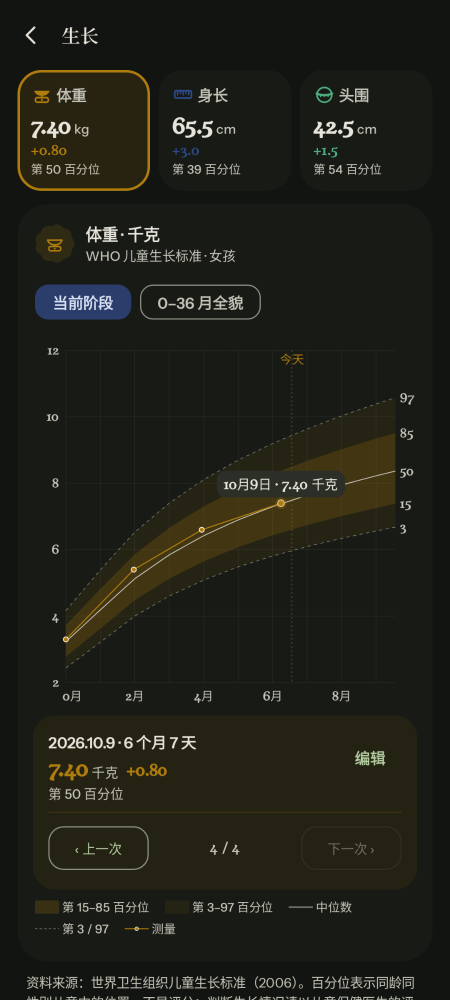 生长
体重
7.40 kg
+0.80
第 50 百分位
身长
65.5 cm
+3.0
第 39 百分位
头围
42.5 cm
+1.5
第 54 百分位
体重·千克
WHO 儿童生长标准·女孩
当前阶段
0–36 月全貌
今天
12
10
8
6
4
2
97
85
50
15
3
10月9日 · 7.40 千克
0月
2月
4月
6月
8月
2026.10.9·6 个月 7 天
7.40 千克 +0.80
第 50 百分位
编辑
‹ 上一次
4 / 4
下一次 ›
第 15–85 百分位
第 3–97 百分位
中位数
第 3 / 97
测量
资料来源：世界卫生组织儿童生长标准（2006）。百分位表示同龄同